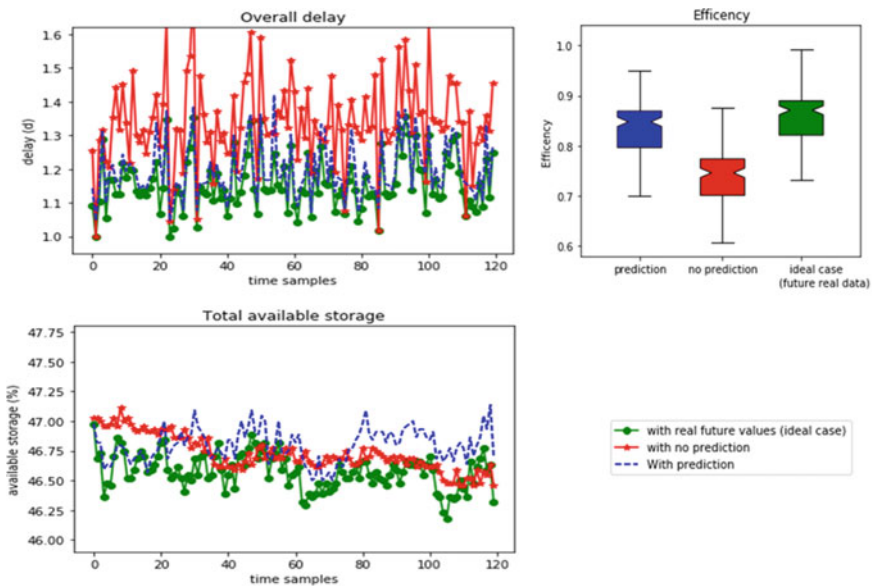 Overall delay
1.6
1.5
1.4
1.3
1.2
1.1
1.0
delay (d)
0 20 40 60 80 100 120
time samples
Efficency
1.0
0.9
0.8
0.7
0.6
Efficency
prediction no prediction ideal case
(future real data)
Total available storage
47.75
47.50
47.25
47.00
46.75
46.50
46.25
46.00
available storage (%)
0 20 40 60 80 100 120
time samples
with real future values (ideal case)
with no prediction
With prediction